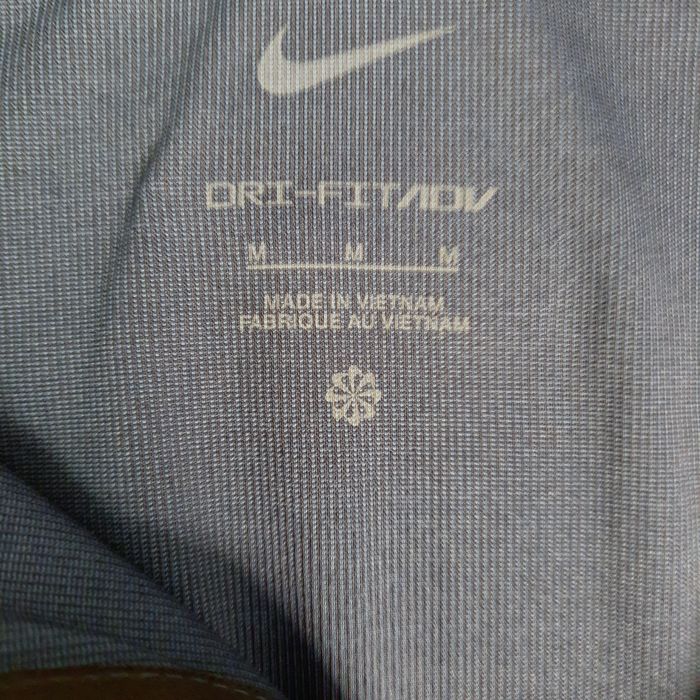 DRI-FIT ADV
M M M
MADE IN VIETNAM
FABRIQUE AU VIETNAM